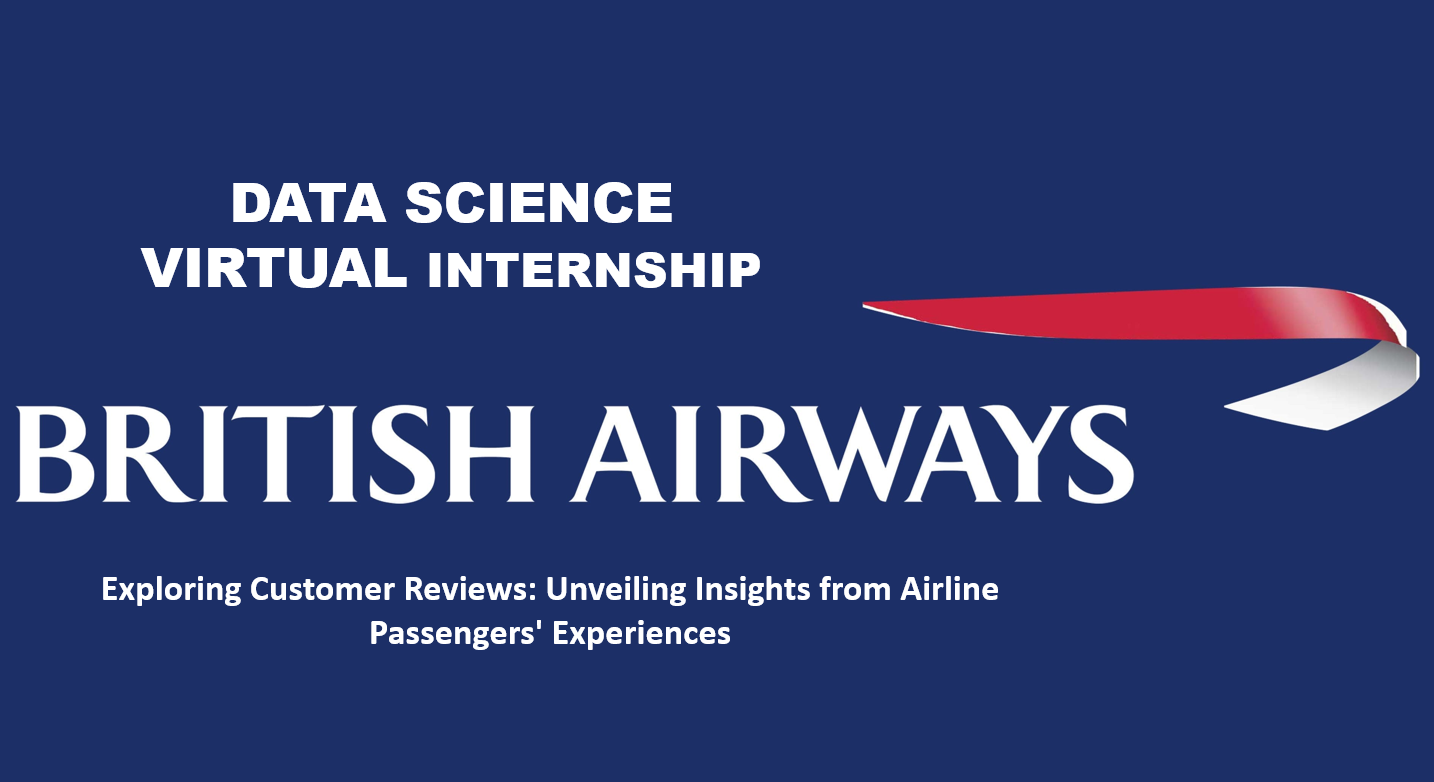 DATA SCIENCE
VIRTUAL INTERNSHIP
BRITISH AIRWAYS
Exploring Customer Reviews: Unveiling Insights from Airline
Passengers' Experiences